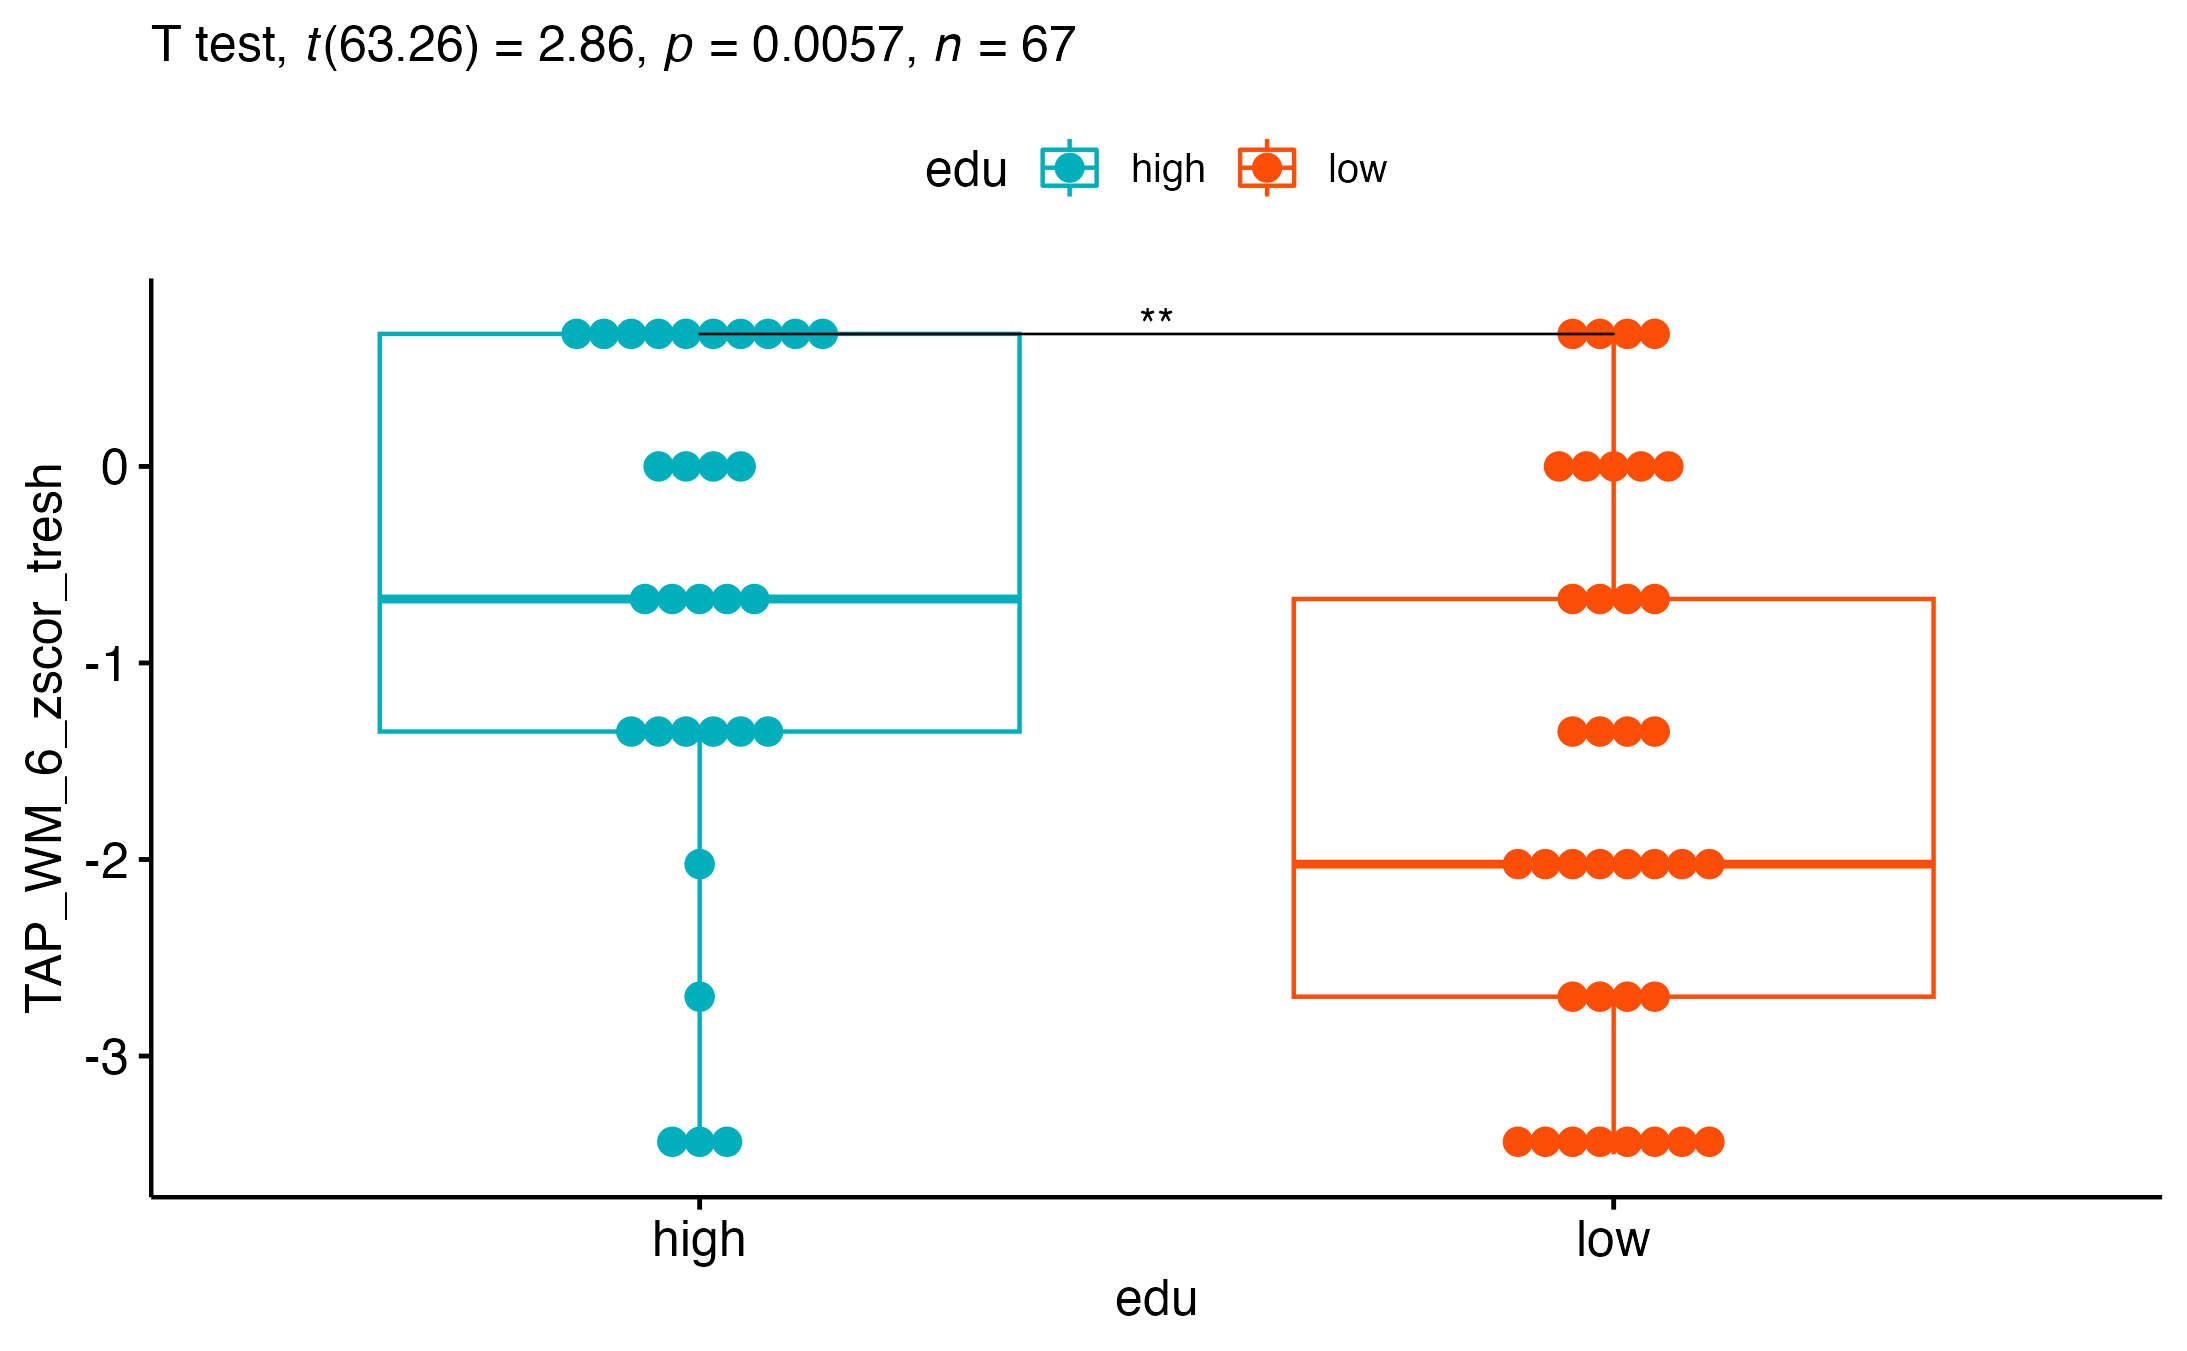 T test, t(63.26) = 2.86, p = 0.0057, n = 67
edu high low
**
TAP_WM_6_zscor_tresh
0
-1
-2
-3
high low
edu